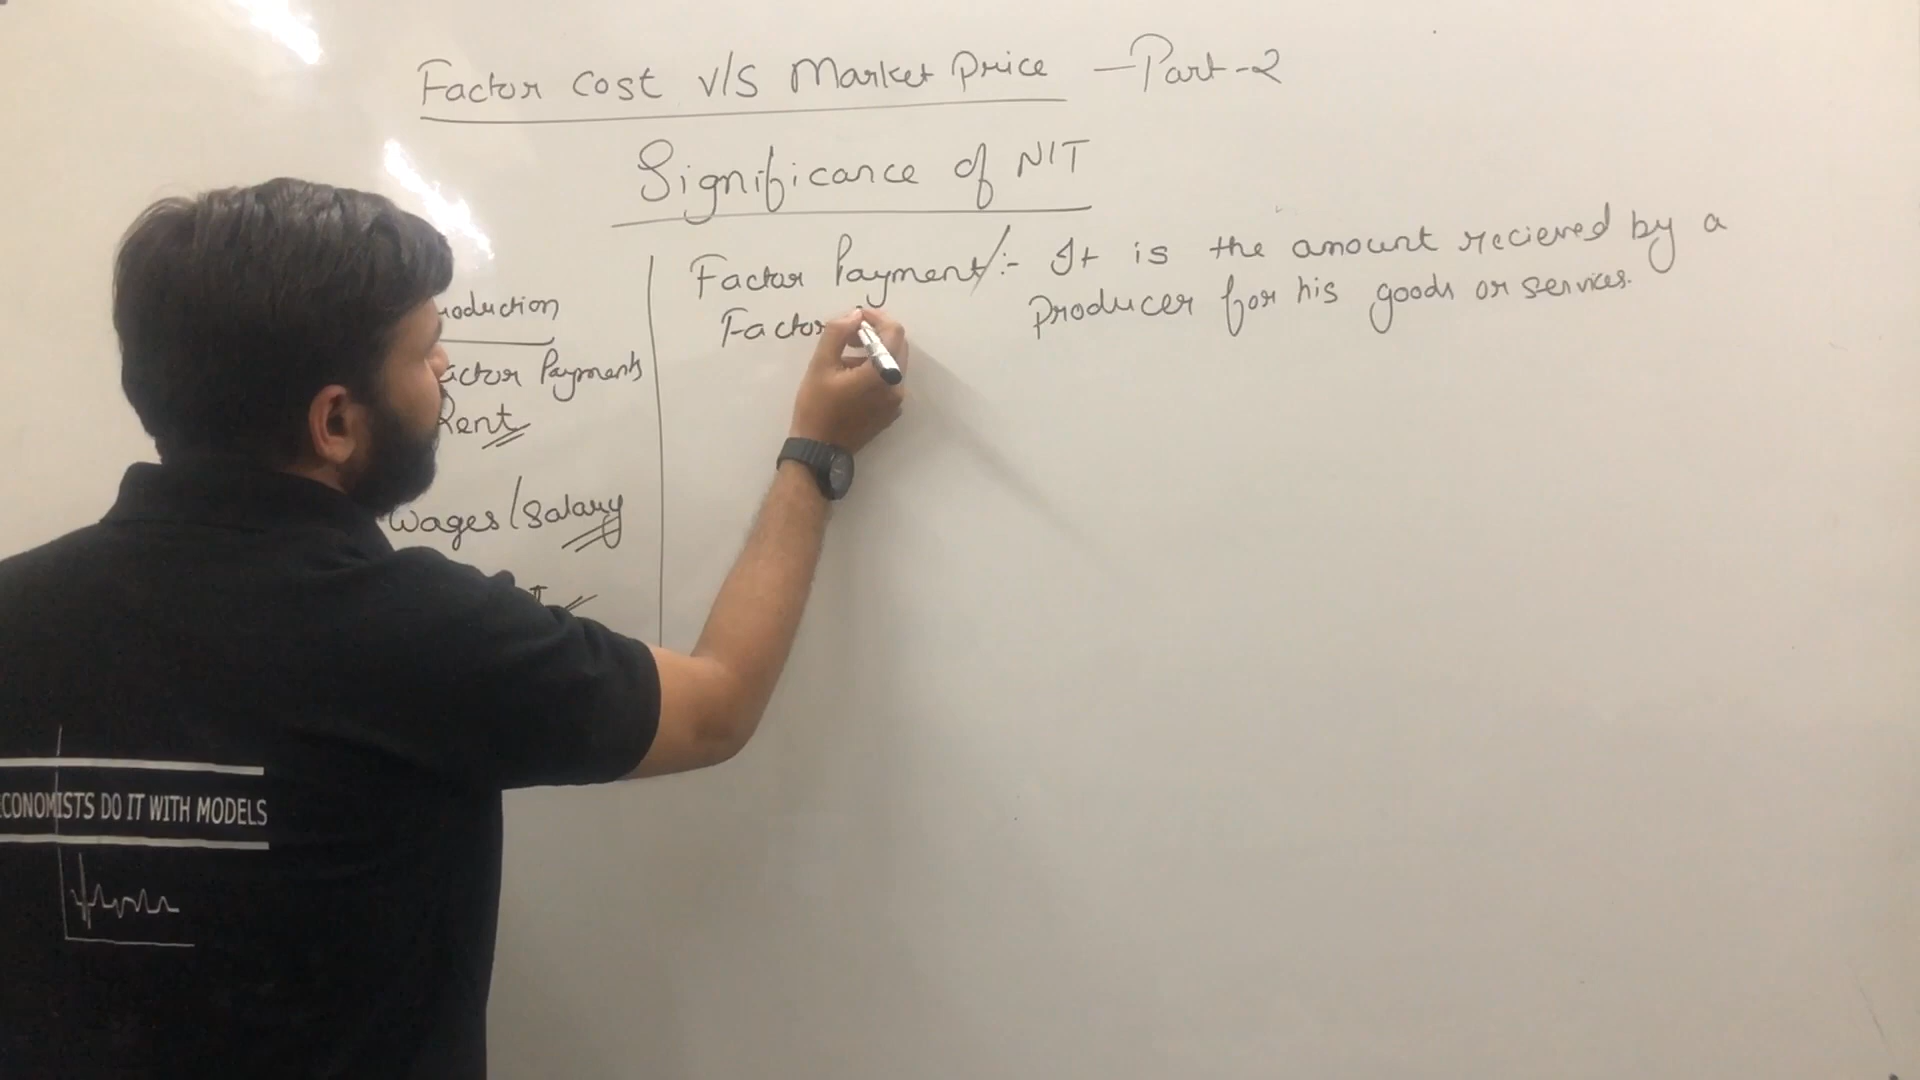 Factor Cost v/s Market Price – Part-2
Significance of NIT
roduction
actor Payments
Rent
Wages/Salary
Factor Payment/:- It is the amount recieved by a
Producer for his goods or services.
Factor
CONOMISTS DO IT WITH MODELS